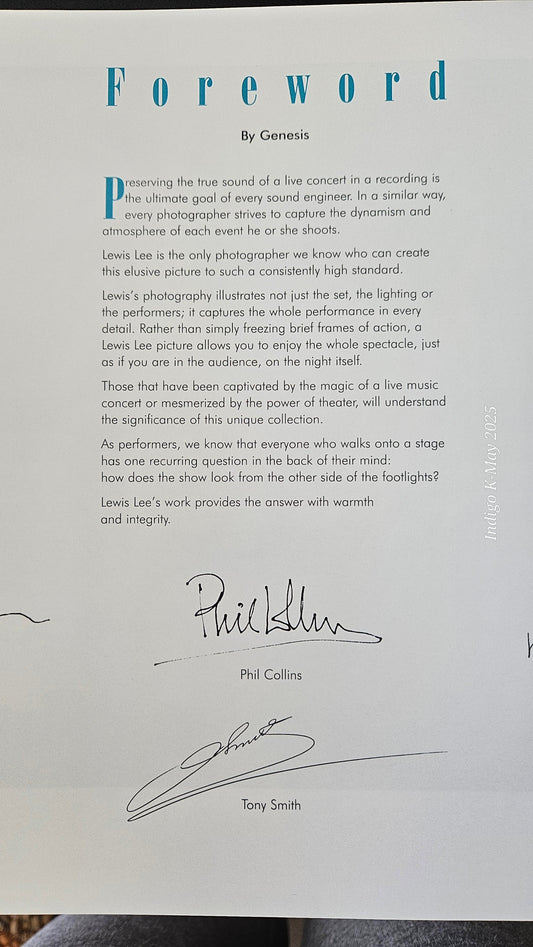 Foreword
By Genesis
Preserving the true sound of a live concert in a recording is
the ultimate goal of every sound engineer. In a similar way,
every photographer strives to capture the dynamism and
atmosphere of each event he or she shoots.
Lewis Lee is the only photographer we know who can create
this elusive picture to such a consistently high standard.
Lewis's photography illustrates not just the set, the lighting or
the performers; it captures the whole performance in every
detail. Rather than simply freezing brief frames of action, a
Lewis Lee picture allows you to enjoy the whole spectacle, just
as if you are in the audience, on the night itself.
Those that have been captivated by the magic of a live music
concert or mesmerized by the power of theater, will understand
the significance of this unique collection.
As performers, we know that everyone who walks onto a stage
has one recurring question in the back of their mind:
how does the show look from the other side of the footlights?
Lewis Lee's work provides the answer with warmth
and integrity.
Phil Collins
Phil Collins
Smith
Tony Smith
Indigo K-May 2025